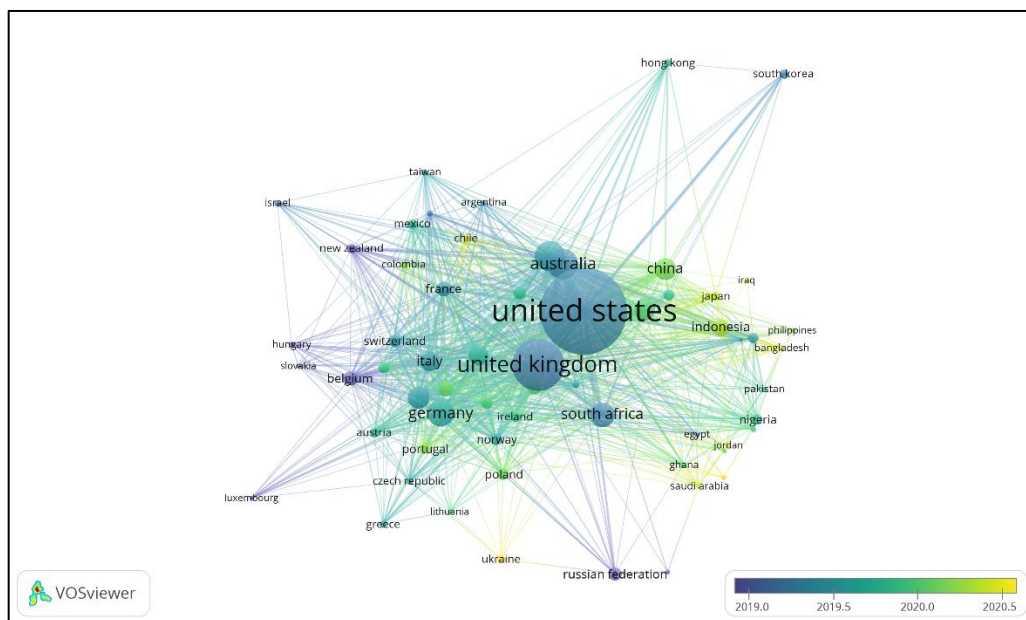 hong kong
south korea
taiwan
israel
argentina
mexico
new zealand
chile
colombia
australia
china
france
iraq
japan
united states
indonesia
philippines
hungary
switzerland
bangladesh
slovakia
italy
united kingdom
belgium
pakistan
germany
ireland
south africa
nigeria
austria
norway
egypt
portugal
jordan
poland
ghana
czech republic
saudi arabia
luxembourg
lithuania
greece
ukraine
russian federation
VOSviewer
2019.0 2019.5 2020.0 2020.5